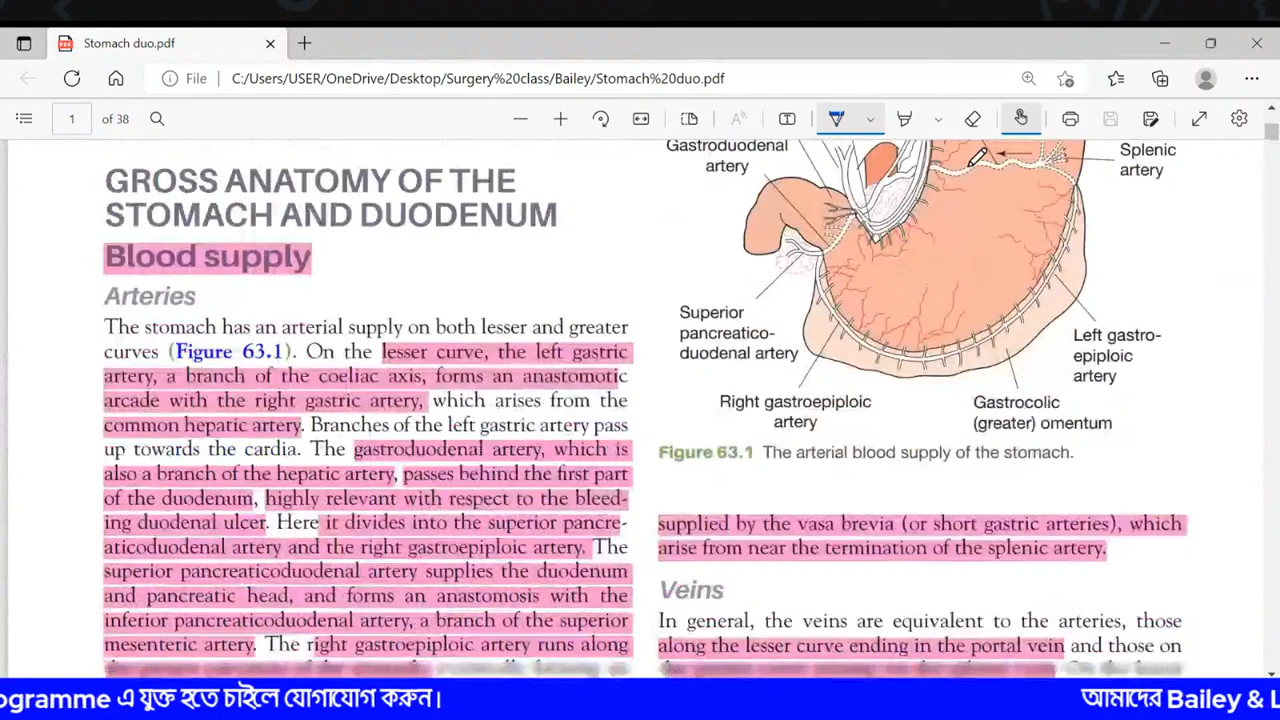 Stomach duo.pdf
File
C:/Users/USER/OneDrive/Desktop/Surgery%20class/Bailey/Stomach%20duo.pdf
1 of 38
GROSS ANATOMY OF THE
STOMACH AND DUODENUM
Blood supply
Arteries
The stomach has an arterial supply on both lesser and greater
curves (Figure 63.1). On the lesser curve, the left gastric
artery, a branch of the coeliac axis, forms an anastomotic
arcade with the right gastric artery, which arises from the
common hepatic artery. Branches of the left gastric artery pass
up towards the cardia. The gastroduodenal artery, which is
also a branch of the hepatic artery, passes behind the first part
of the duodenum, highly relevant with respect to the bleed-
ing duodenal ulcer. Here it divides into the superior pancre-
aticoduodenal artery and the right gastroepiploic artery. The
superior pancreaticoduodenal artery supplies the duodenum
and pancreatic head, and forms an anastomosis with the
inferior pancreaticoduodenal artery, a branch of the superior
mesenteric artery. The right gastroepiploic artery runs along
Gastroduodenal
artery
Splenic
artery
Superior
pancreatico-
duodenal artery
Left gastro-
epiploic
artery
Right gastroepiploic
artery
Gastrocolic
(greater) omentum
Figure 63.1 The arterial blood supply of the stomach.
supplied by the vasa brevia (or short gastric arteries), which
arise from near the termination of the splenic artery.
Veins
In general, the veins are equivalent to the arteries, those
along the lesser curve ending in the portal vein and those on
ogramme এ যুক্ত হতে চাইলে যোগাযোগ করুন। আমাদের Bailey & L